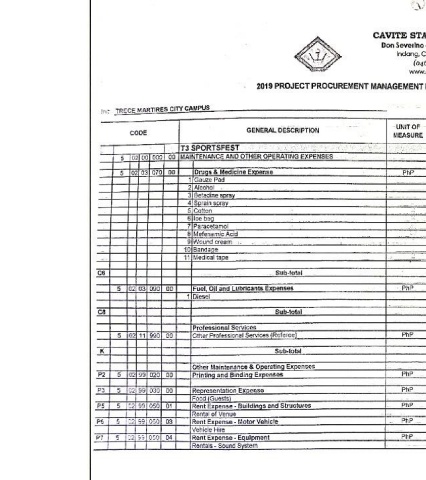 CAVITE STA
Don Severino
Indang, C
(046
www.
2019 PROJECT PROCUREMENT MANAGEMENT
TRECE MARTIRES CITY CAMPUS
CODE GENERAL DESCRIPTION UNIT OF MEASURE
T3 SPORTSFEST
5 02 00 000 00 MAINTENANCE AND OTHER OPERATING EXPENSES
5 02 03 070 00 Drugs & Medicine Expense PhP
1 Gauze Pad
2 Alcohol
3 Betadine spray
4 Sprain spray
5 Cotton
6 Ice bag
7 Paracetamol
8 Mefenamic Acid
9 Wound cream
10 Bandage
11 Medical tape
C6 Sub-total
5 02 03 090 00 Fuel, Oil and Lubricants Expenses PhP
1 Diesel
C8 Sub-total
Professional Services
5 02 11 990 00 Other Professional Services (Referee) PhP
K Sub-total
Other Maintenance & Operating Expenses
P2 5 02 99 020 00 Printing and Binding Expenses PhP
P3 5 02 99 030 00 Representation Expense PhP
Food (Guests)
P5 5 02 99 050 01 Rent Expense - Buildings and Structures PhP
Rental of Venue
P6 5 02 99 050 03 Rent Expense - Motor Vehicle PhP
Vehicle Hire
P7 5 02 99 050 04 Rent Expense - Equipment PhP
Rentals - Sound System